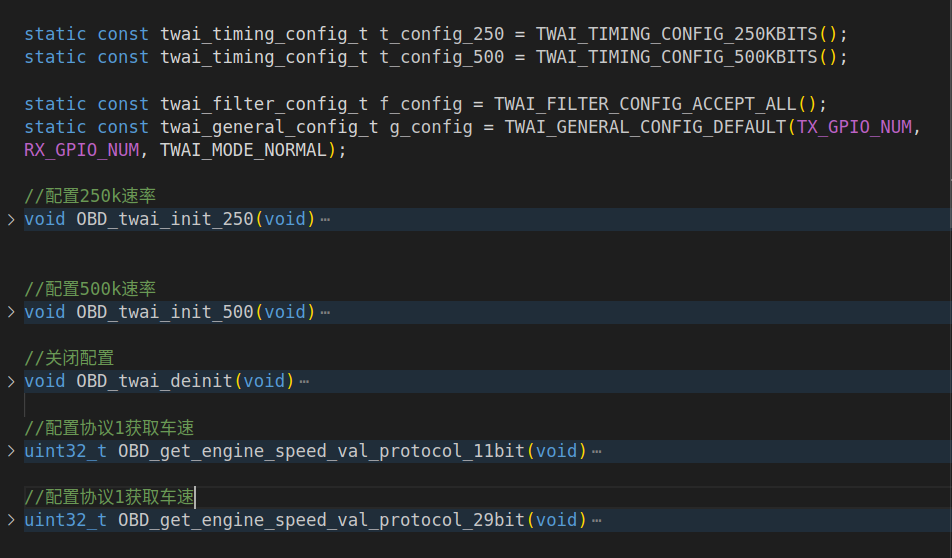 static const twai_timing_config_t t_config_250 = TWAI_TIMING_CONFIG_250KBITS();
static const twai_timing_config_t t_config_500 = TWAI_TIMING_CONFIG_500KBITS();
static const twai_filter_config_t f_config = TWAI_FILTER_CONFIG_ACCEPT_ALL();
static const twai_general_config_t g_config = TWAI_GENERAL_CONFIG_DEFAULT(TX_GPIO_NUM,
RX_GPIO_NUM, TWAI_MODE_NORMAL);
//配置250k速率
void OBD_twai_init_250(void)⋯
//配置500k速率
void OBD_twai_init_500(void)⋯
//关闭配置
void OBD_twai_deinit(void)⋯
//配置协议1获取车速
uint32_t OBD_get_engine_speed_val_protocol_11bit(void)⋯
//配置协议1获取车速
uint32_t OBD_get_engine_speed_val_protocol_29bit(void)⋯